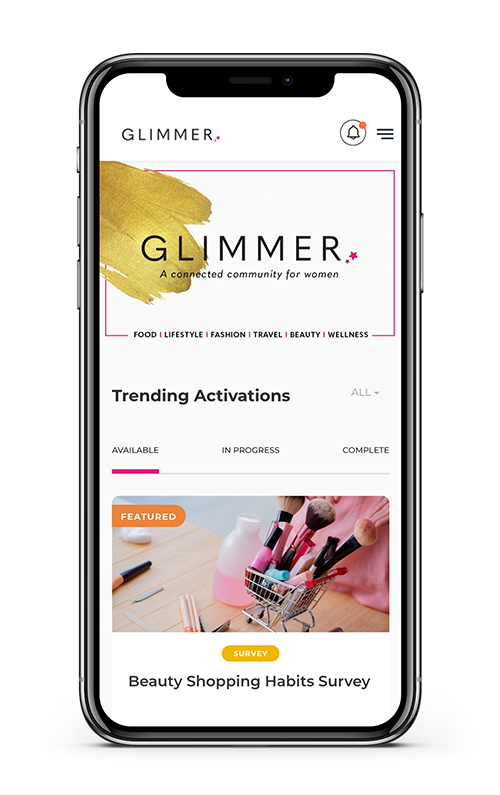 GLIMMER
GLIMMER
A connected community for women
FOOD | LIFESTYLE | FASHION | TRAVEL | BEAUTY | WELLNESS
Trending Activations
ALL
AVAILABLE IN PROGRESS COMPLETE
FEATURED
SURVEY
Beauty Shopping Habits Survey